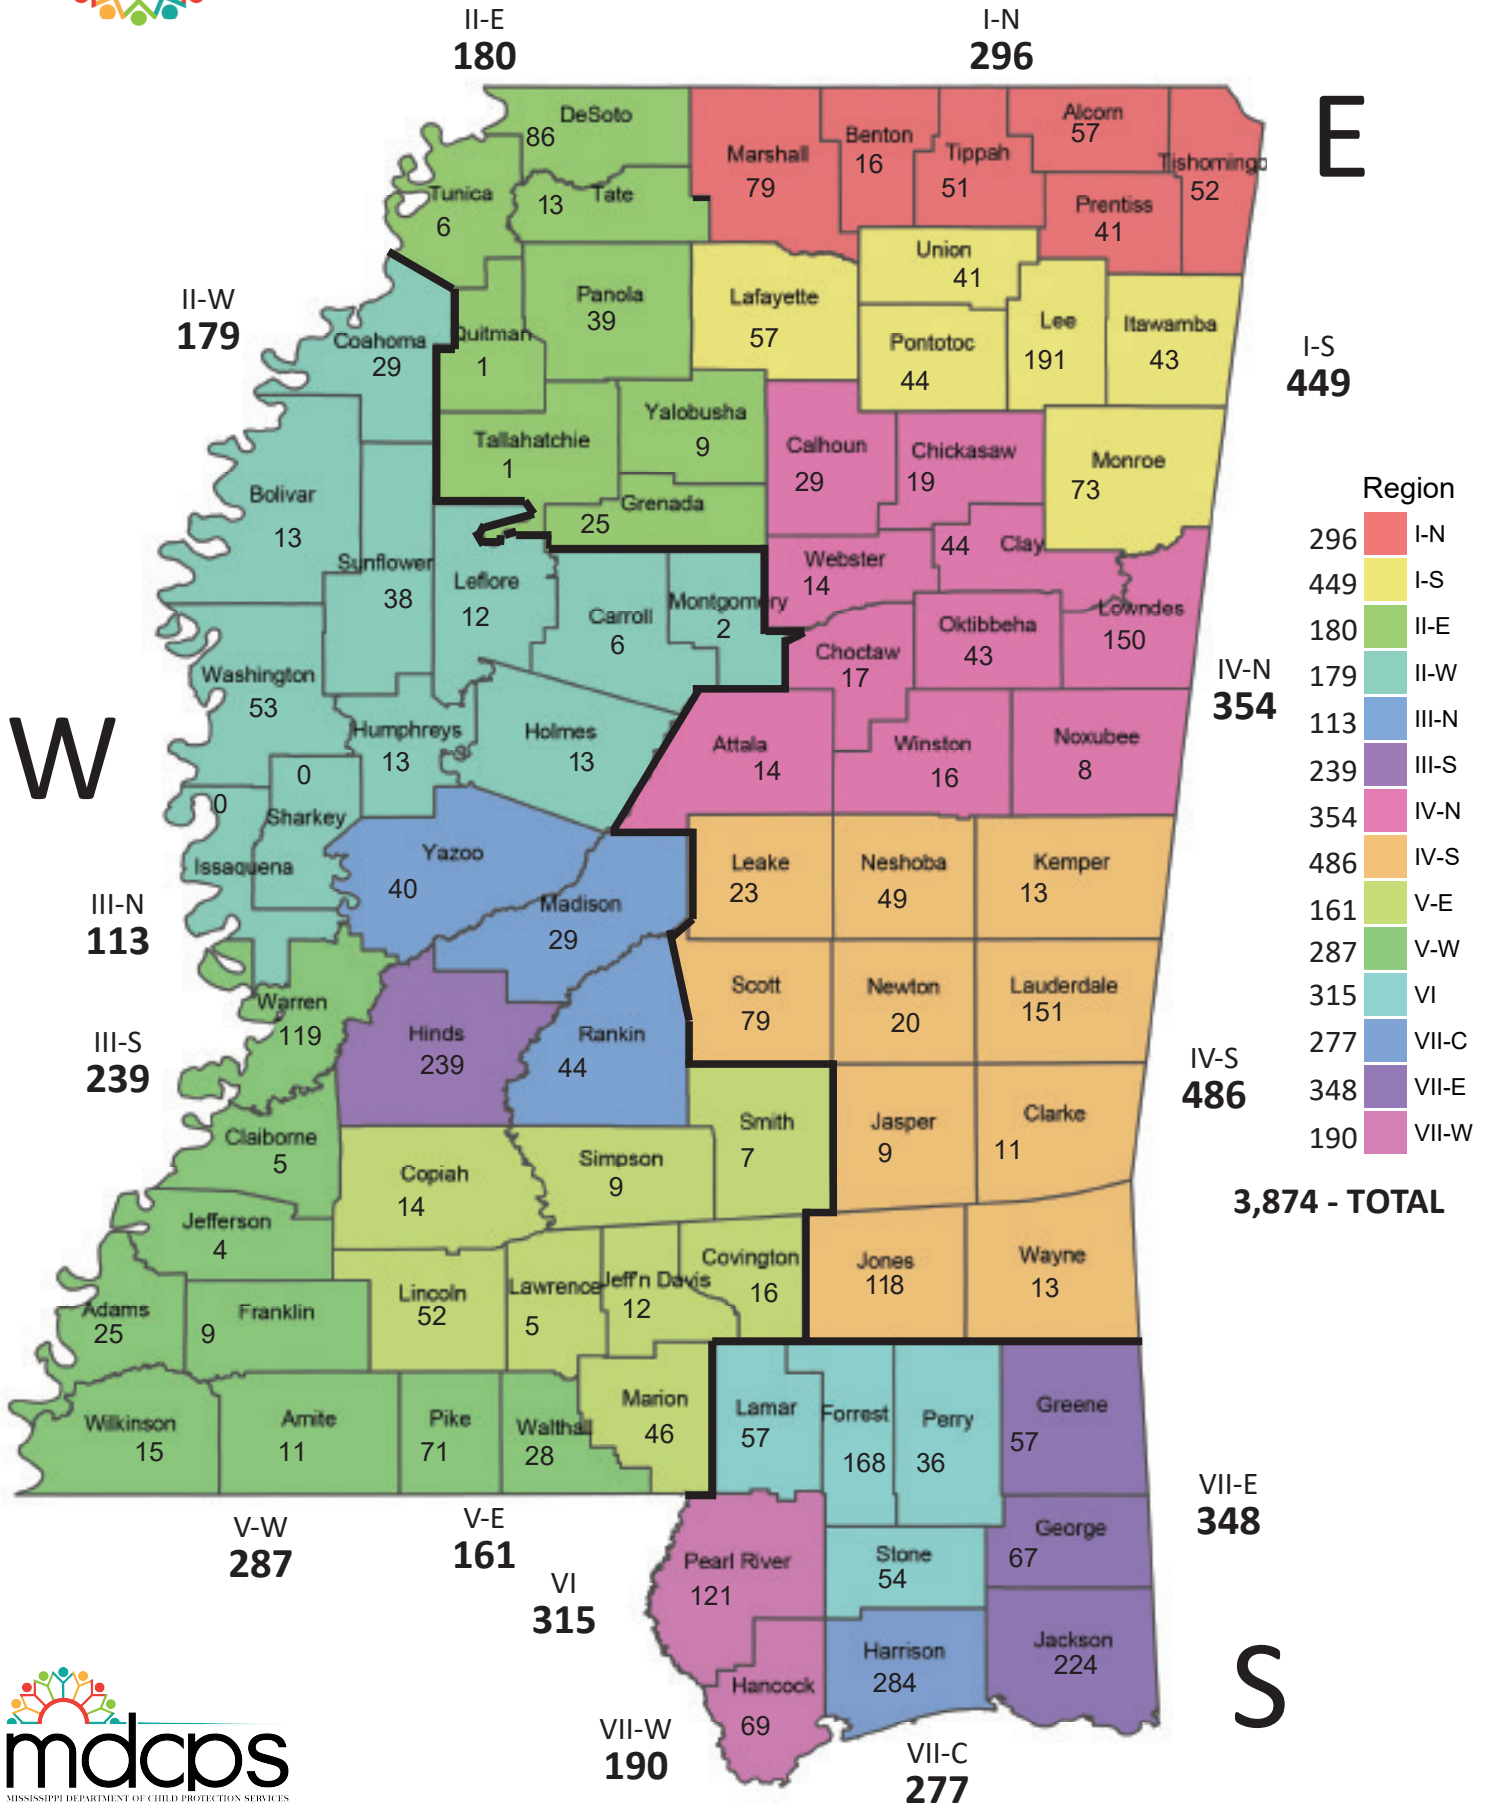 II-E
180
I-N
296
E
DeSoto
86
Marshall
79
Benton
16
Tippah
51
Alcorn
57
Tishomingo
52
Prentiss
41
Tunica
6
Tate
13
Union
41
II-W
179
Coahoma
29
Quitman
1
Panola
39
Lafayette
57
Pontotoc
44
Lee
191
Itawamba
43
I-S
449
Tallahatchie
1
Yalobusha
9
Grenada
25
Calhoun
29
Chickasaw
19
Monroe
73
Bolivar
13
Sunflower
38
Leflore
12
Carroll
6
Montgomery
2
Webster
14
44
Clay
Lowndes
150
Oktibbeha
43
Choctaw
17
IV-N
354
W
Washington
53
Humphreys
13
Holmes
13
Attala
14
Winston
16
Noxubee
8
0
Sharkey
0
Issaquena
Yazoo
40
Madison
29
Leake
23
Neshoba
49
Kemper
13
III-N
113
Warren
119
Hinds
239
Rankin
44
Scott
79
Newton
20
Lauderdale
151
III-S
239
IV-S
486
Claiborne
5
Copiah
14
Simpson
9
Smith
7
Jasper
9
Clarke
11
Jefferson
4
Adams
25
Franklin
9
Lincoln
52
Lawrence
5
Jeff'n Davis
12
Covington
16
Jones
118
Wayne
13
Wilkinson
15
Amite
11
Pike
71
Walthall
28
Marion
46
Lamar
57
Forrest
168
Perry
36
Greene
57
V-W
287
V-E
161
VI
315
VII-E
348
Pearl River
121
Stone
54
George
67
Hancock
69
Harrison
284
Jackson
224
S
VII-W
190
VII-C
277
Region
296 I-N
449 I-S
180 II-E
179 II-W
113 III-N
239 III-S
354 IV-N
486 IV-S
161 V-E
287 V-W
315 VI
277 VII-C
348 VII-E
190 VII-W
3,874 - TOTAL
mdcps
MISSISSIPPI DEPARTMENT OF CHILD PROTECTION SERVICES